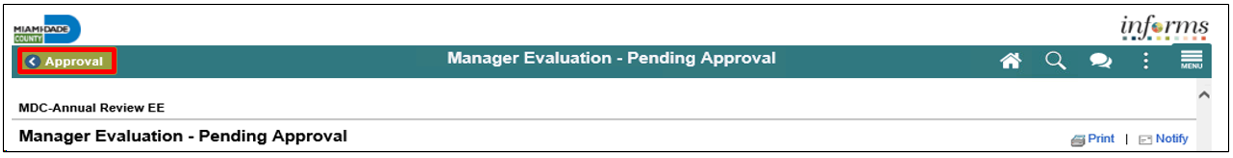 MIAMI-DADE
COUNTY
informs
Approval
Manager Evaluation - Pending Approval
MENU
MDC-Annual Review EE
Manager Evaluation - Pending Approval
Print | Notify